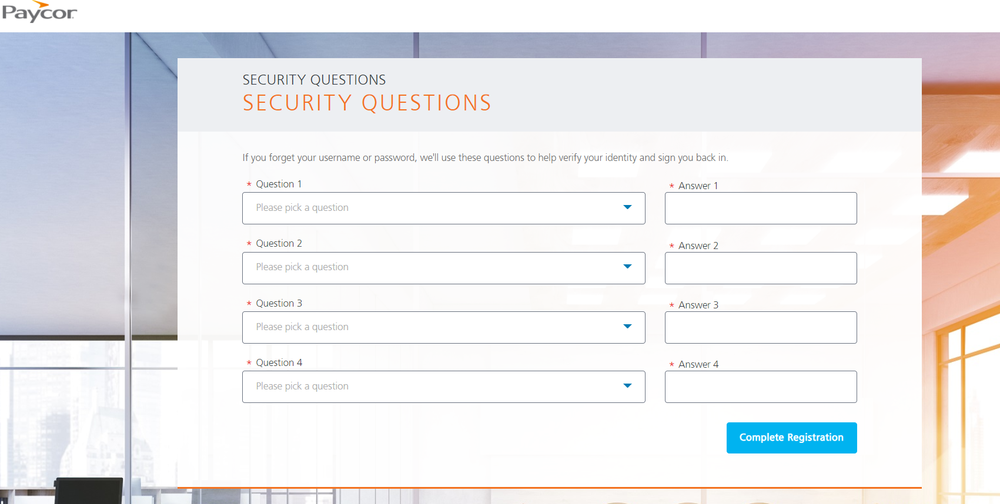 Paycor
SECURITY QUESTIONS
SECURITY QUESTIONS
If you forget your username or password, we'll use these questions to help verify your identity and sign you back in.
* Question 1
* Answer 1
Please pick a question
* Question 2
* Answer 2
Please pick a question
* Question 3
* Answer 3
Please pick a question
* Question 4
* Answer 4
Please pick a question
Complete Registration